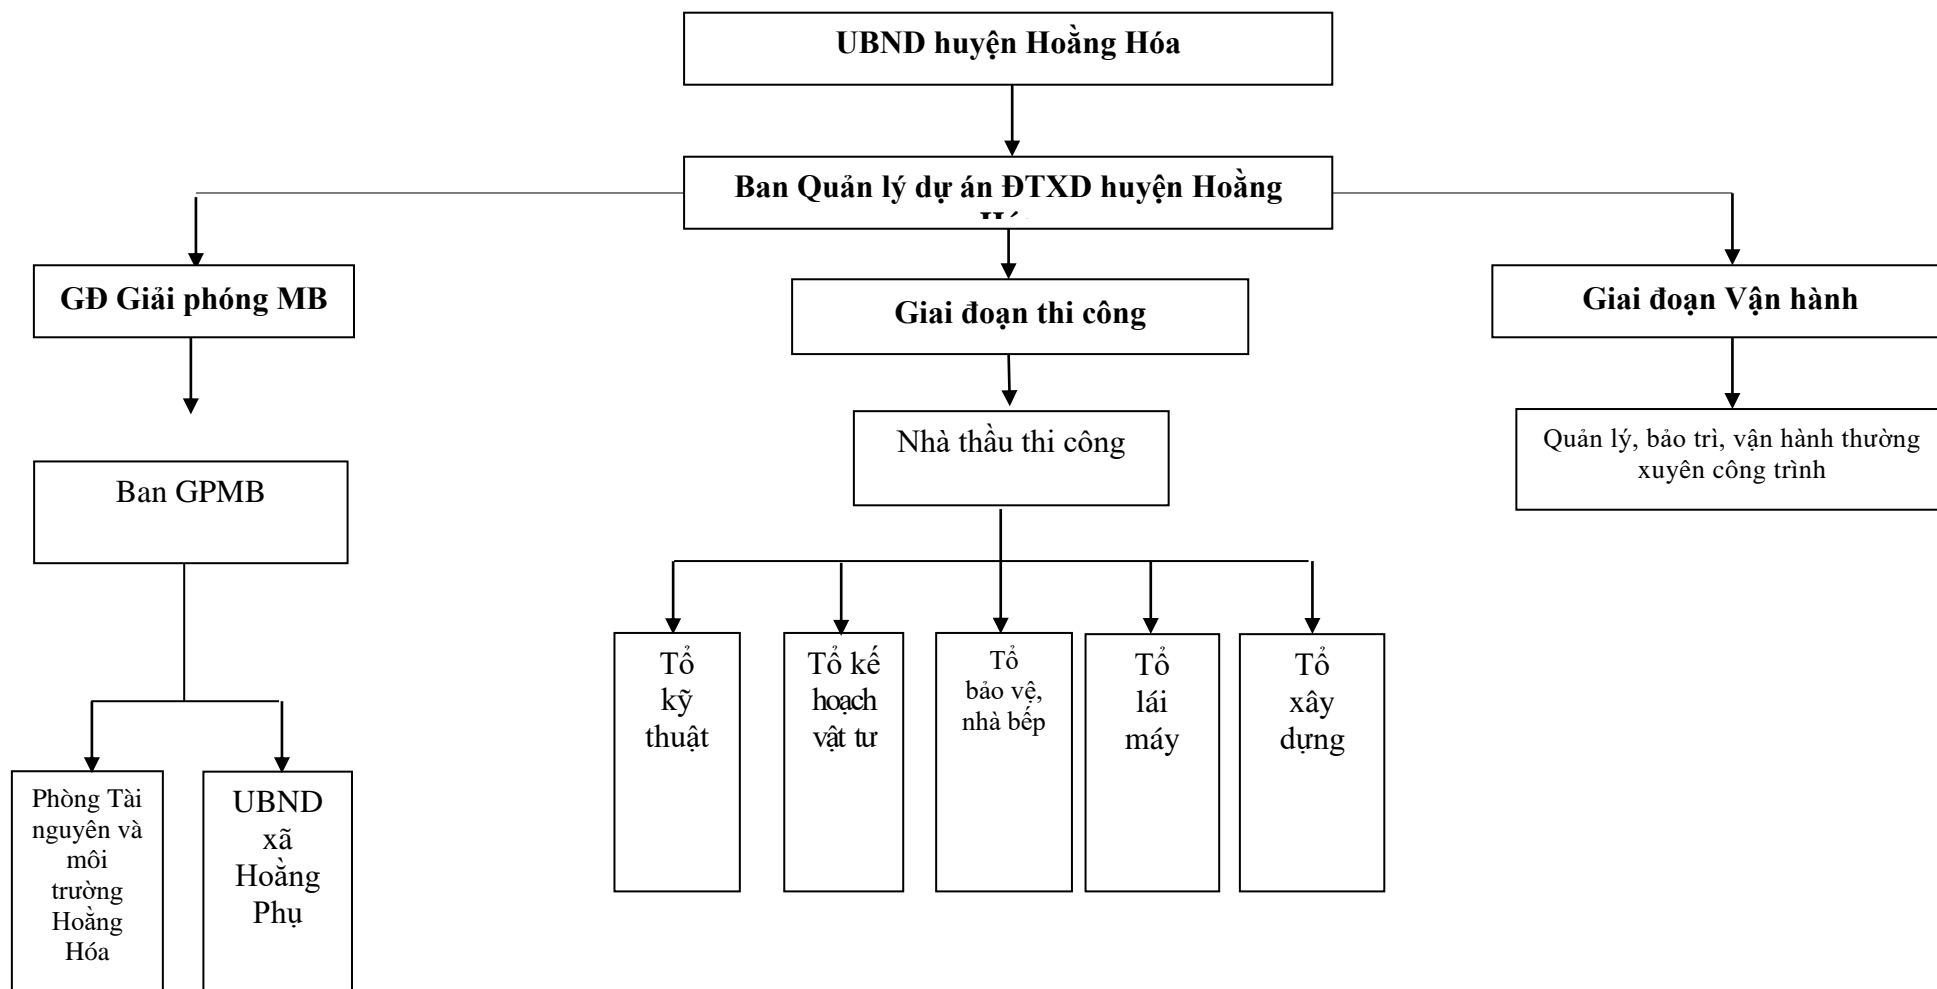 UBND huyện Hoằng Hóa
Ban Quản lý dự án ĐTXD huyện Hoằng
GĐ Giải phóng MB
Giai đoạn thi công
Giai đoạn Vận hành
Ban GPMB
Nhà thầu thi công
Quản lý, bảo trì, vận hành thường
xuyên công trình
Phòng Tài
nguyên và
môi
trường
Hoằng
Hóa
UBND
xã
Hoằng
Phụ
Tổ
kỹ
thuật
Tổ kế
hoạch
vật tư
Tổ
bảo vệ,
nhà bếp
Tổ
lái
máy
Tổ
xây
dựng